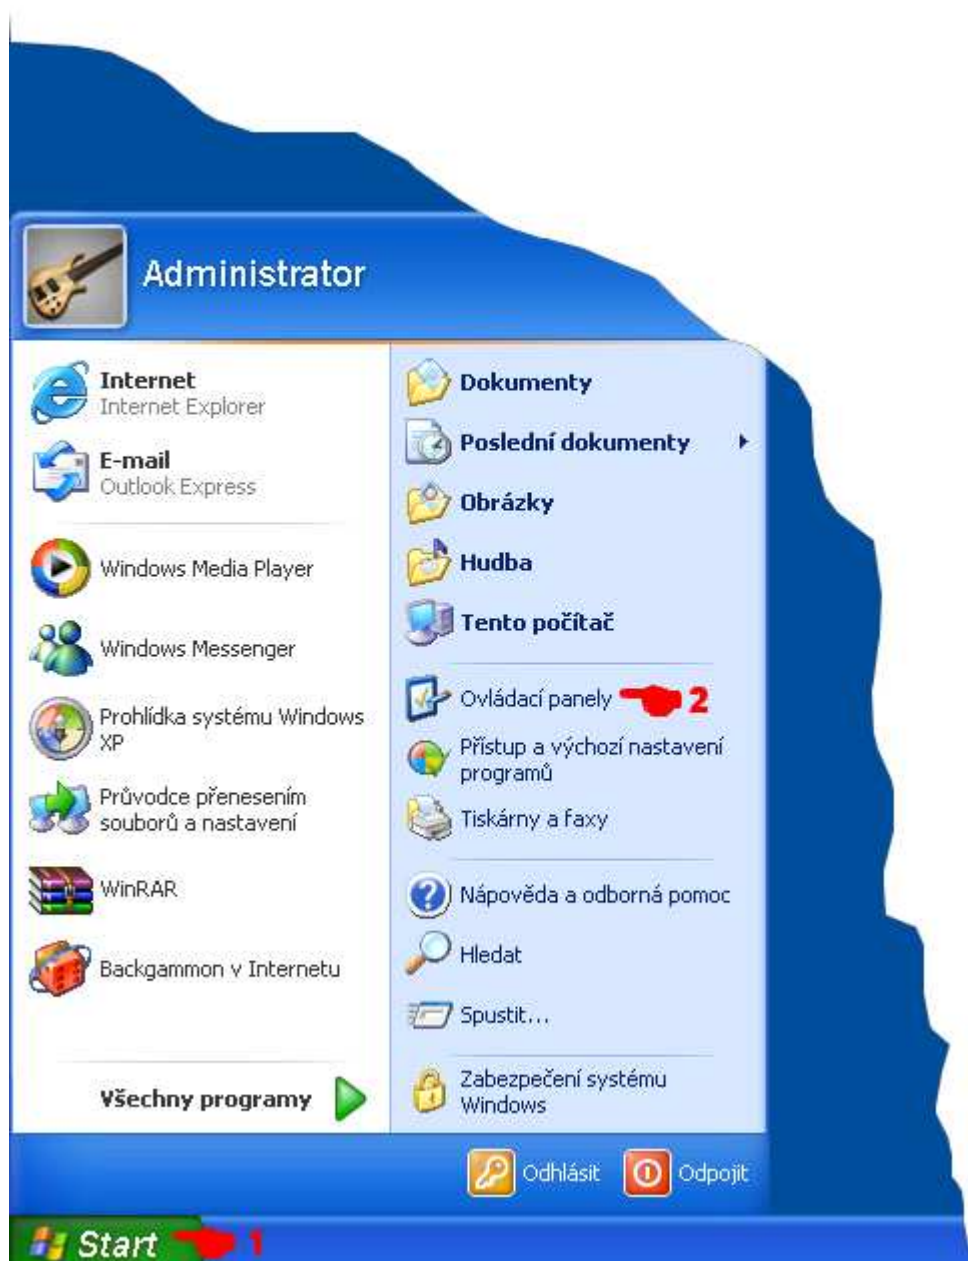 Administrator
Internet
Internet Explorer
E-mail
Outlook Express
Windows Media Player
Windows Messenger
Prohlídka systému Windows
XP
Průvodce přenesením
souborů a nastavení
WinRAR
Backgammon v Internetu
Všechny programy
Dokumenty
Poslední dokumenty
Obrázky
Hudba
Tento počítač
Ovládací panely 2
Přístup a výchozí nastavení
programů
Tiskárny a faxy
Nápověda a odborná pomoc
Hledat
Spustit...
Zabezpečení systému
Windows
Odhlásit Odpojit
Start 1